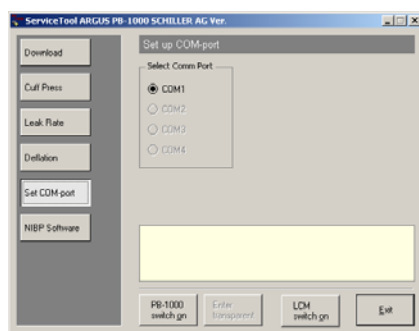 ServiceTool ARGUS PB-1000 SCHILLER AG Ver.
Download
Cuff Press
Leak Rate
Deflation
Set COM-port
NIBP Software
Set up COM-port
Select Comm Port
COM1
COM2
COM3
COM4
PB-1000
switch on
Enter
transparent
LCM
switch on
Exit